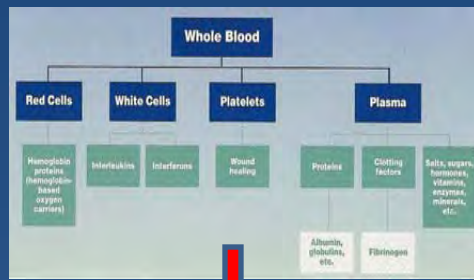 Whole Blood
Red Cells
White Cells
Platelets
Plasma
Hemoglobin
proteins
(hemoglobin-
based
oxygen
carriers)
Interleukins
Interferons
Wound
healing
Proteins
Clotting
factors
Salts, sugars,
hormones,
vitamins,
enzymes,
minerals, etc.
Albumin,
globulins,
etc.
Fibrinogen